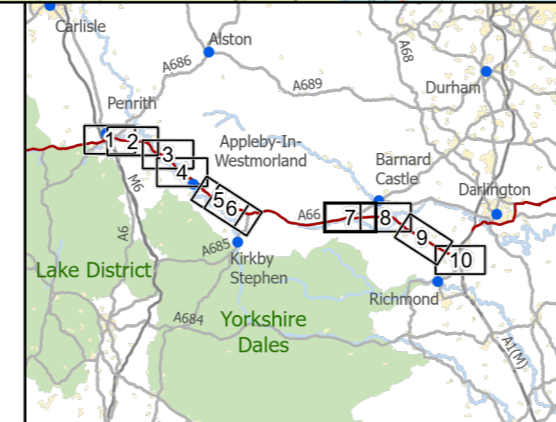 Carlisle
Alston
A686
A68
A689
Durham
Penrith
1
2
3
4
5
6
7
8
9
10
Appleby-In-
Westmorland
Barnard
Castle
Darlington
M6
A6
A66
A685
Kirkby
Stephen
Lake District
Richmond
A684
Yorkshire
Dales
A1(M)